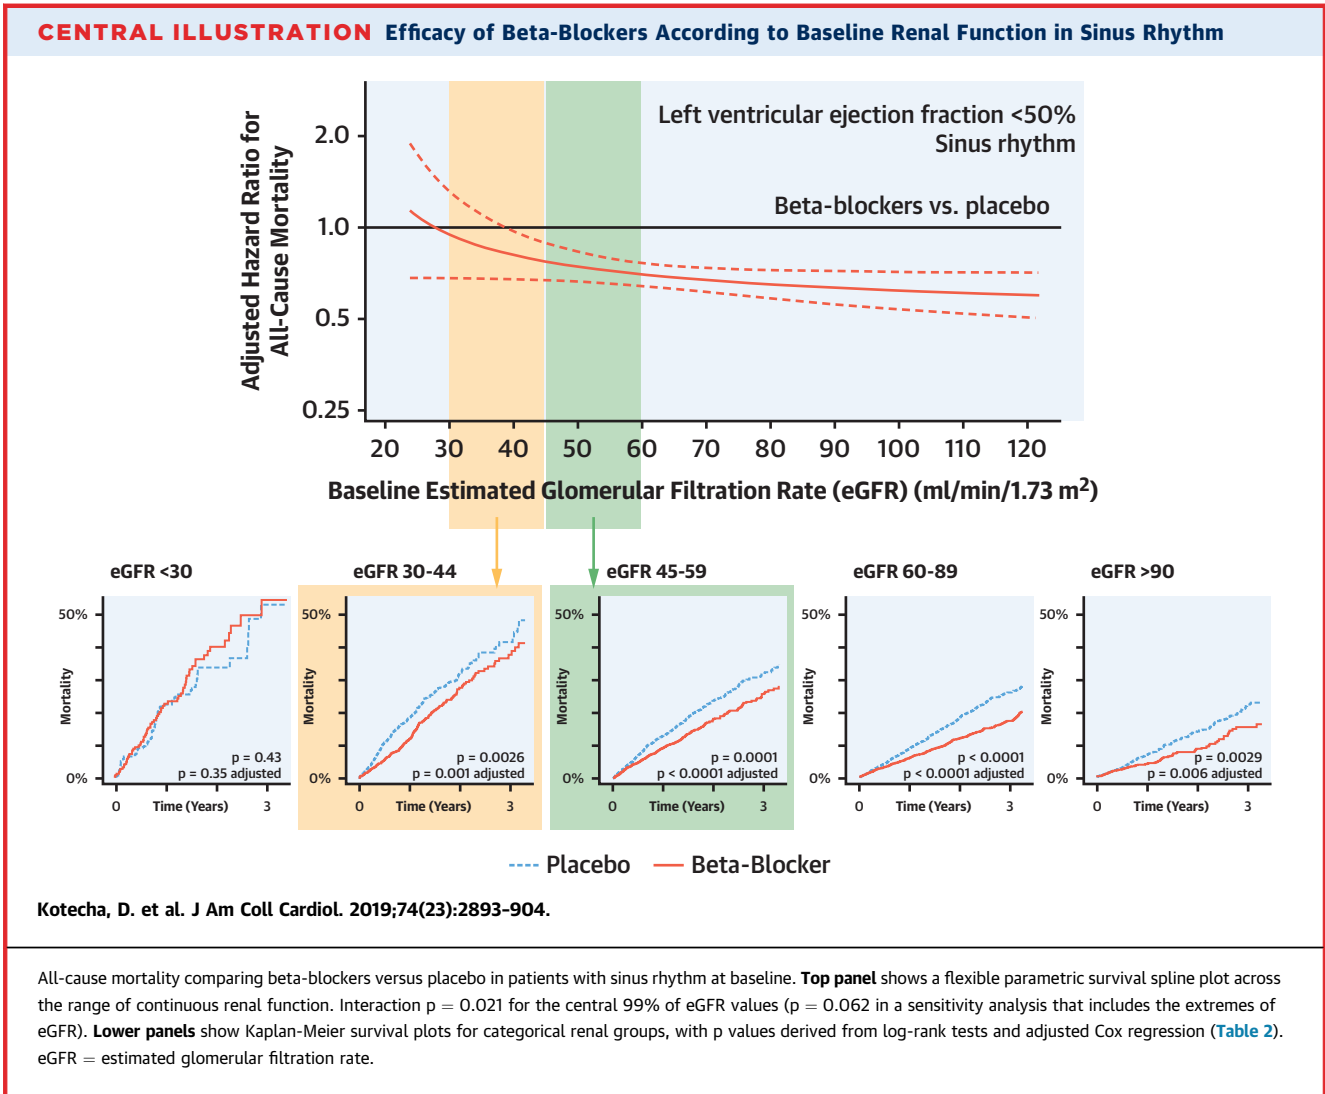 CENTRAL ILLUSTRATION Efficacy of Beta-Blockers According to Baseline Renal Function in Sinus Rhythm
Adjusted Hazard Ratio for
All-Cause Mortality
2.0
1.0
0.5
0.25
Left ventricular ejection fraction <50%
Sinus rhythm
Beta-blockers vs. placebo
20 30 40 50 60 70 80 90 100 110 120
Baseline Estimated Glomerular Filtration Rate (eGFR) (ml/min/1.73 m²)
eGFR <30
50%
Mortality
0%
p = 0.43
p = 0.35 adjusted
0 Time (Years) 3
eGFR 30-44
50%
Mortality
0%
p = 0.0026
p = 0.001 adjusted
0 Time (Years) 3
eGFR 45-59
50%
Mortality
0%
p = 0.0001
p < 0.0001 adjusted
0 Time (Years) 3
eGFR 60-89
50%
Mortality
0%
p < 0.0001
p < 0.0001 adjusted
0 Time (Years) 3
eGFR >90
50%
Mortality
0%
p = 0.0029
p = 0.006 adjusted
0 Time (Years) 3
Placebo Beta-Blocker
Kotecha, D. et al. J Am Coll Cardiol. 2019;74(23):2893–904.
All-cause mortality comparing beta-blockers versus placebo in patients with sinus rhythm at baseline. Top panel shows a flexible parametric survival spline plot across
the range of continuous renal function. Interaction p = 0.021 for the central 99% of eGFR values (p = 0.062 in a sensitivity analysis that includes the extremes of
eGFR). Lower panels show Kaplan-Meier survival plots for categorical renal groups, with p values derived from log-rank tests and adjusted Cox regression (Table 2).
eGFR = estimated glomerular filtration rate.